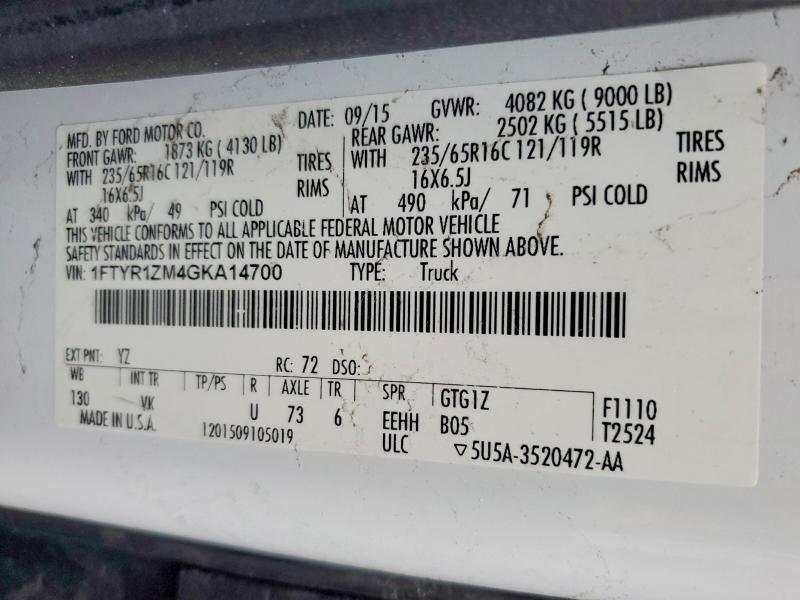 MFD. BY FORD MOTOR CO. DATE: 09/15 GVWR: 4082 KG ( 9000 LB)
FRONT GAWR: 1873 KG ( 4130 LB) REAR GAWR: 2502 KG ( 5515 LB)
WITH 235/65R16C 121/119R TIRES WITH 235/65R16C 121/119R TIRES
16X6.5J RIMS 16X6.5J RIMS
AT 340 kPa/ 49 PSI COLD AT 490 kPa/ 71 PSI COLD
THIS VEHICLE CONFORMS TO ALL APPLICABLE FEDERAL MOTOR VEHICLE
SAFETY STANDARDS IN EFFECT ON THE DATE OF MANUFACTURE SHOWN ABOVE.
VIN: 1FTYR1ZM4GKA14700 TYPE: Truck
EXT PNT: YZ RC: 72 DSO:
WB INT TR TP/PS R AXLE TR SPR GTG1Z F1110
130 VK U 73 6 EEHH B05 T2524
MADE IN U.S.A. 1201509105019 ULC ▽5U5A-3520472-AA